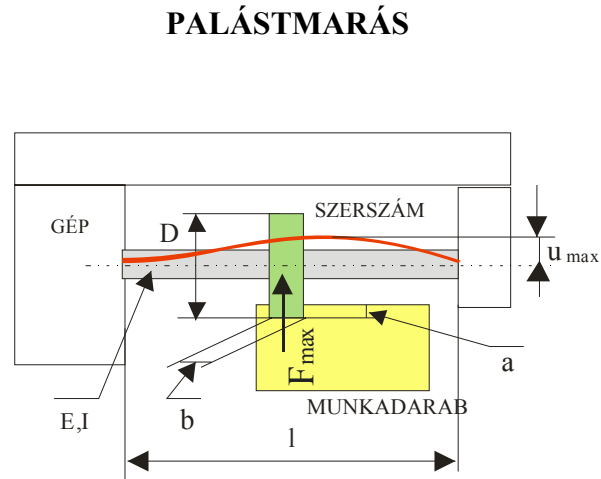 PALÁSTMARÁS
GÉP
D
SZERSZÁM
u max
F max
a
b
MUNKADARAB
E,I
l